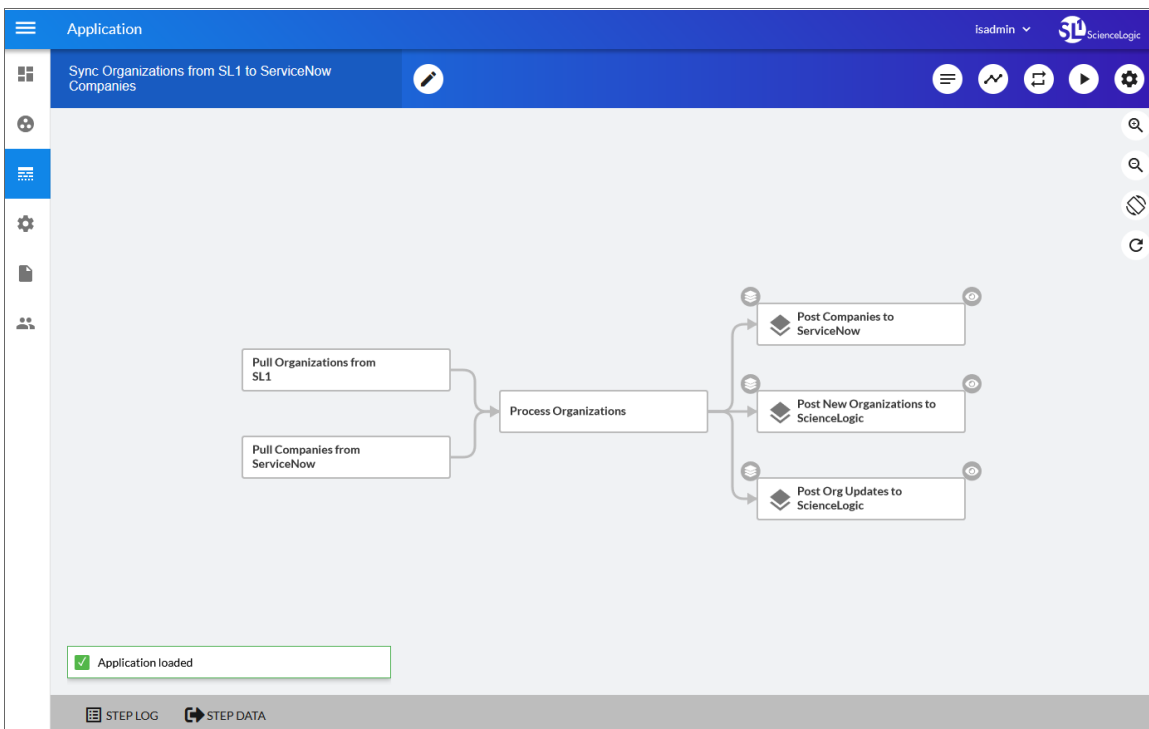 Application
isadmin
SL1 ScienceLogic
Sync Organizations from SL1 to ServiceNow
Companies
Post Companies to
ServiceNow
Pull Organizations from
SL1
Process Organizations
Post New Organizations to
ScienceLogic
Pull Companies from
ServiceNow
Post Org Updates to
ScienceLogic
Application loaded
STEP LOG
STEP DATA